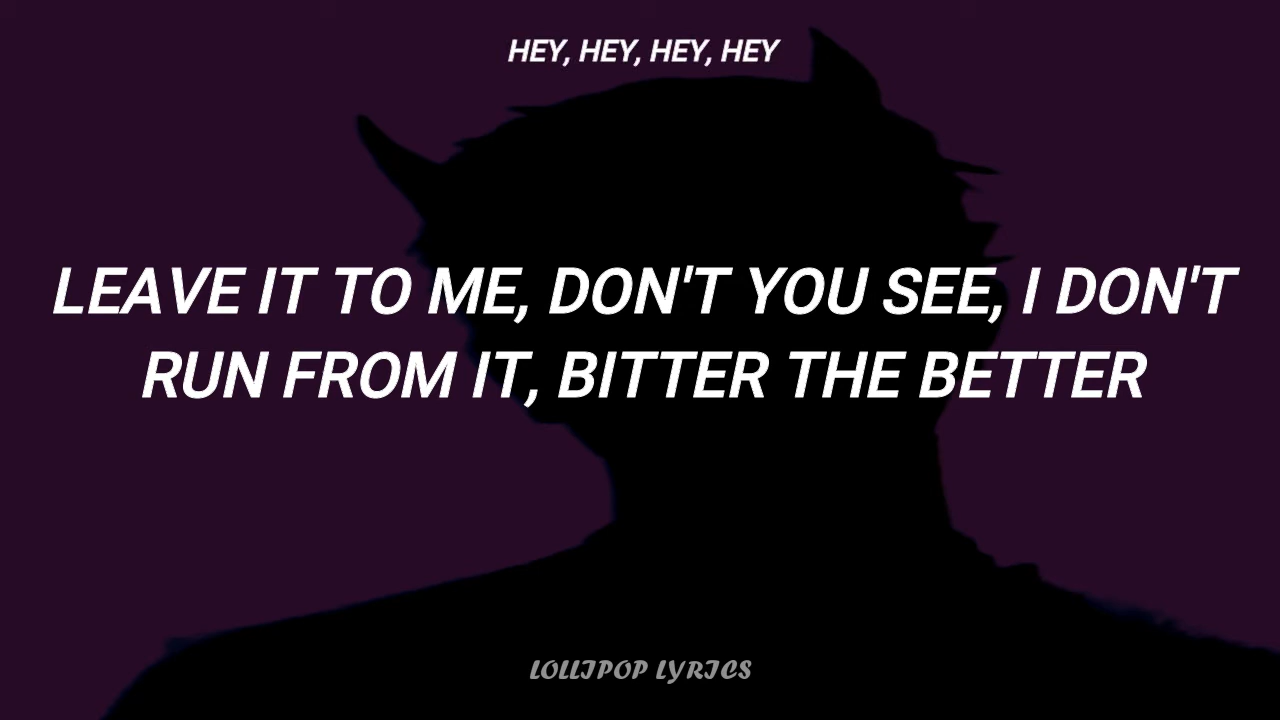 HEY, HEY, HEY, HEY
LEAVE IT TO ME, DON'T YOU SEE, I DON'T
RUN FROM IT, BITTER THE BETTER
LOLLIPOP LYRICS